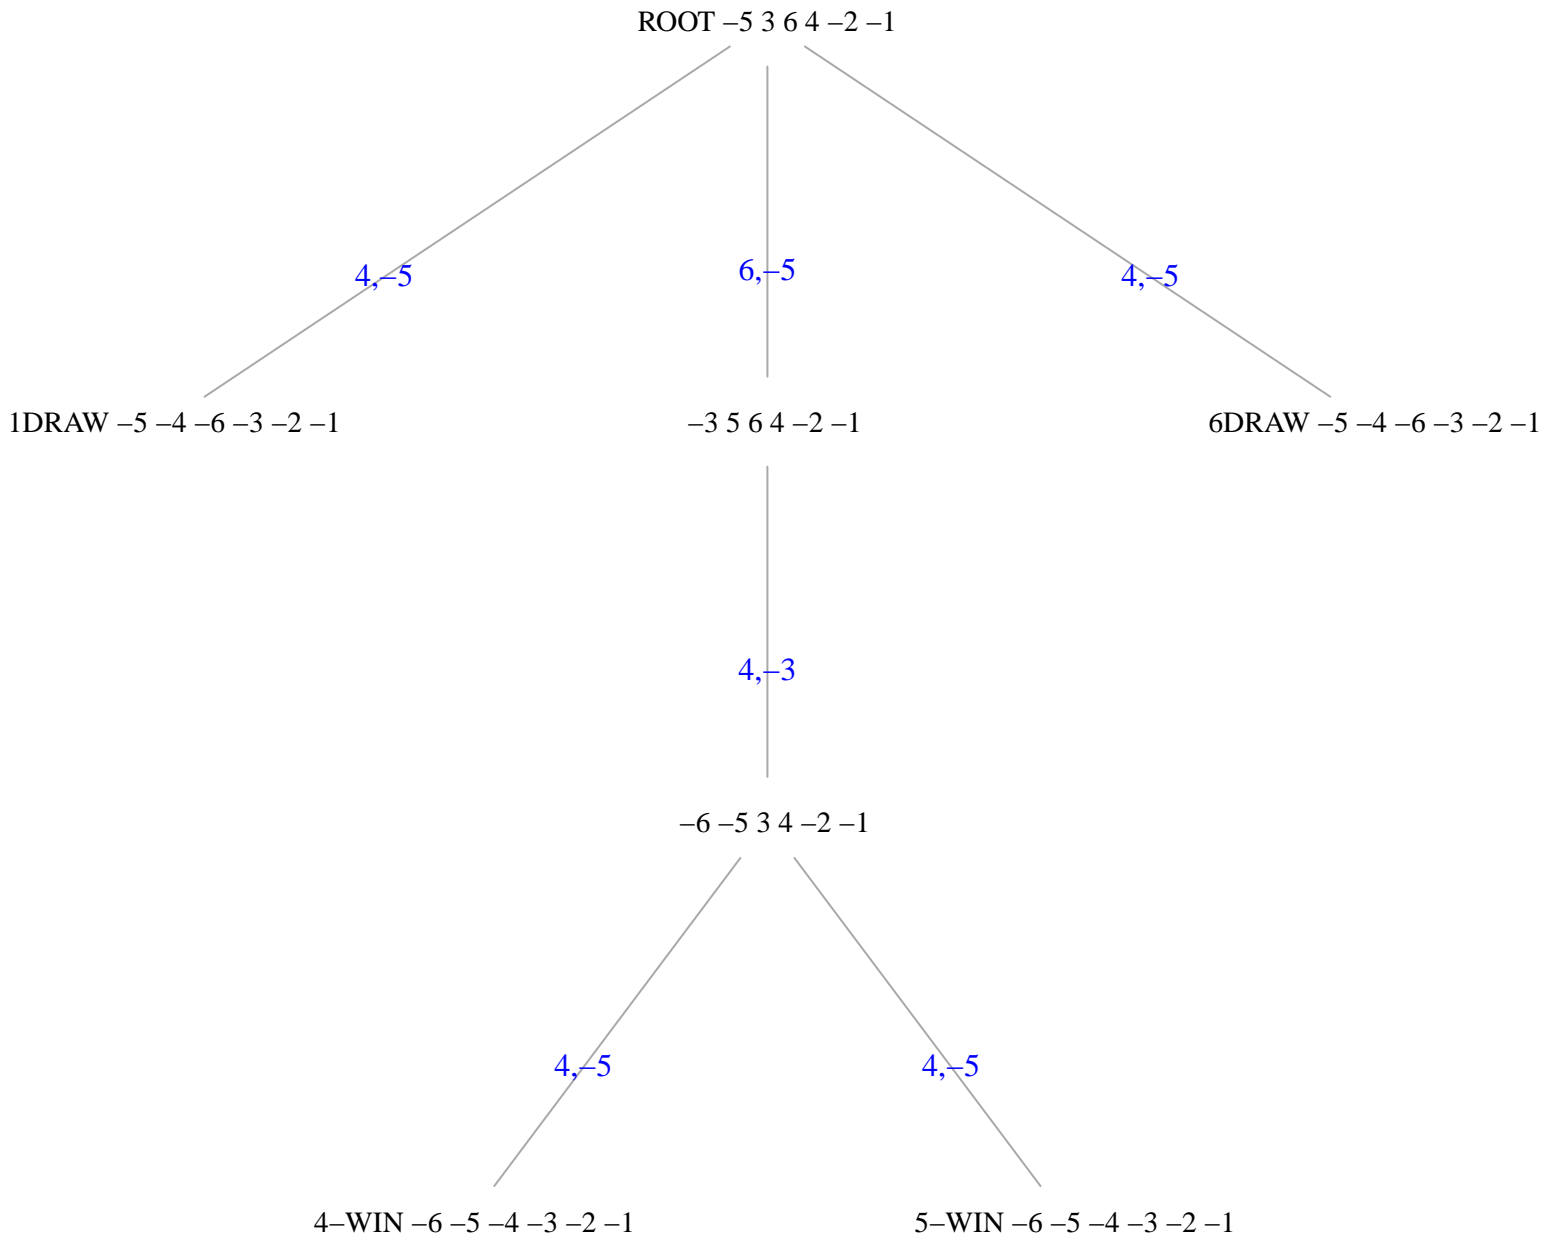 ROOT –5 3 6 4 –2 –1
4,–5
6,–5
4,–5
1DRAW –5 –4 –6 –3 –2 –1
–3 5 6 4 –2 –1
6DRAW –5 –4 –6 –3 –2 –1
4,–3
–6 –5 3 4 –2 –1
4,–5
4,–5
4–WIN –6 –5 –4 –3 –2 –1
5–WIN –6 –5 –4 –3 –2 –1